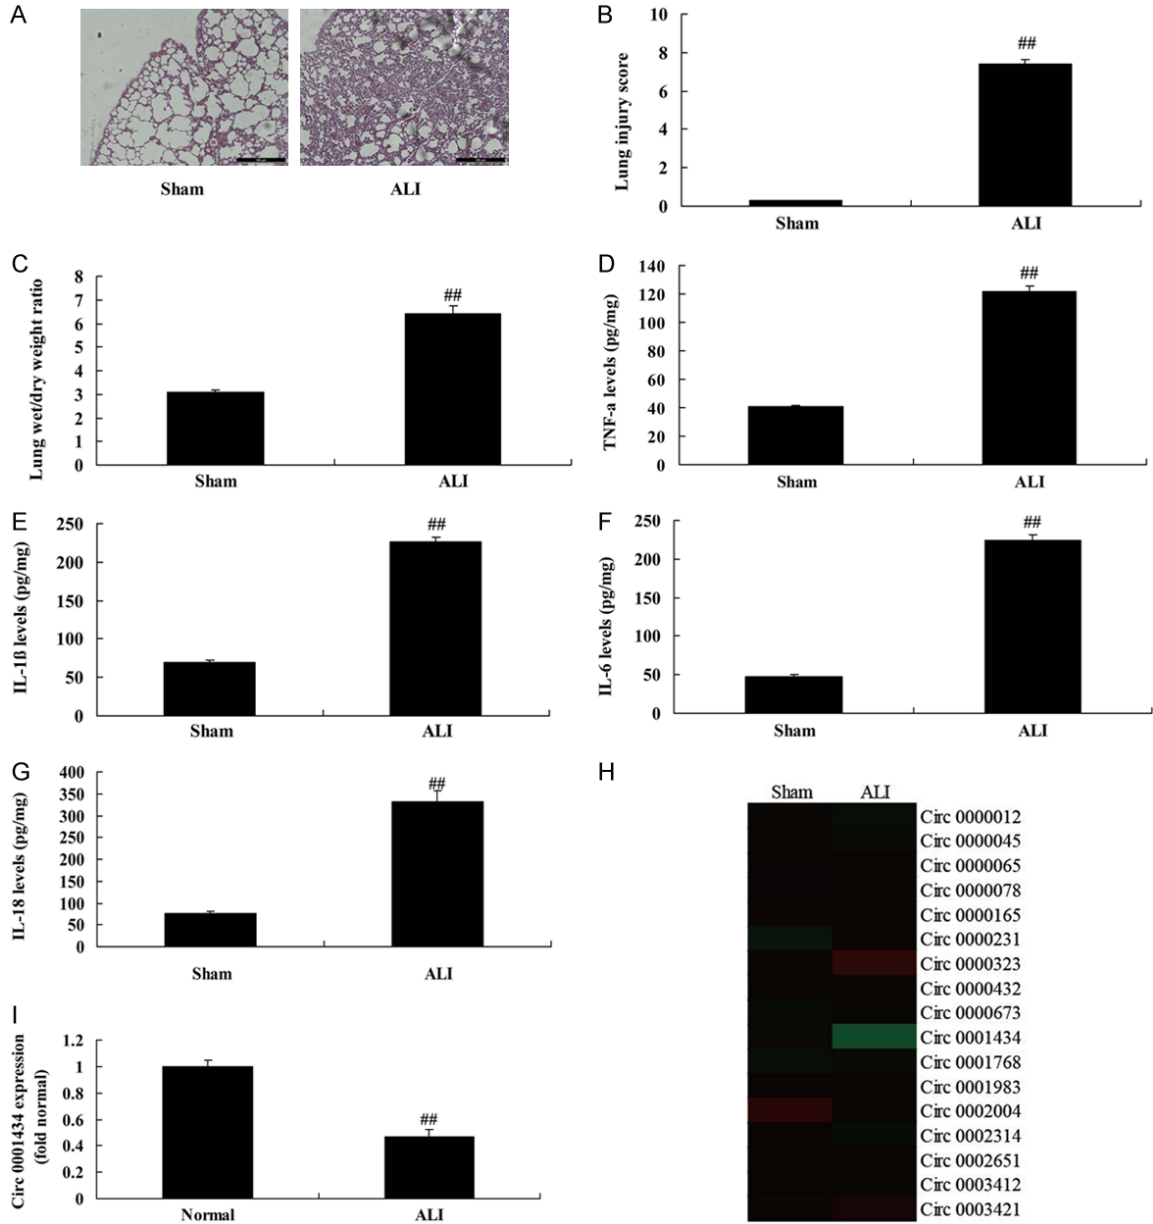 A
Sham
ALI
B
Lung injury score
10
8
6
4
2
0
##
Sham
ALI
C
Lung wet/dry weight ratio
8
7
6
5
4
3
2
1
0
##
Sham
ALI
D
TNF-a levels (pg/mg)
140
120
100
80
60
40
20
0
##
Sham
ALI
E
IL-1ß levels (pg/mg)
250
200
150
100
50
0
##
Sham
ALI
F
IL-6 levels (pg/mg)
250
200
150
100
50
0
##
Sham
ALI
G
IL-18 levels (pg/mg)
400
350
300
250
200
150
100
50
0
##
Sham
ALI
H
Sham ALI
Circ 0000012
Circ 0000045
Circ 0000065
Circ 0000078
Circ 0000165
Circ 0000231
Circ 0000323
Circ 0000432
Circ 0000673
Circ 0001434
Circ 0001768
Circ 0001983
Circ 0002004
Circ 0002314
Circ 0002651
Circ 0003412
Circ 0003421
I
Circ 0001434 expression
(fold normal)
1.2
1
0.8
0.6
0.4
0.2
0
##
Normal
ALI